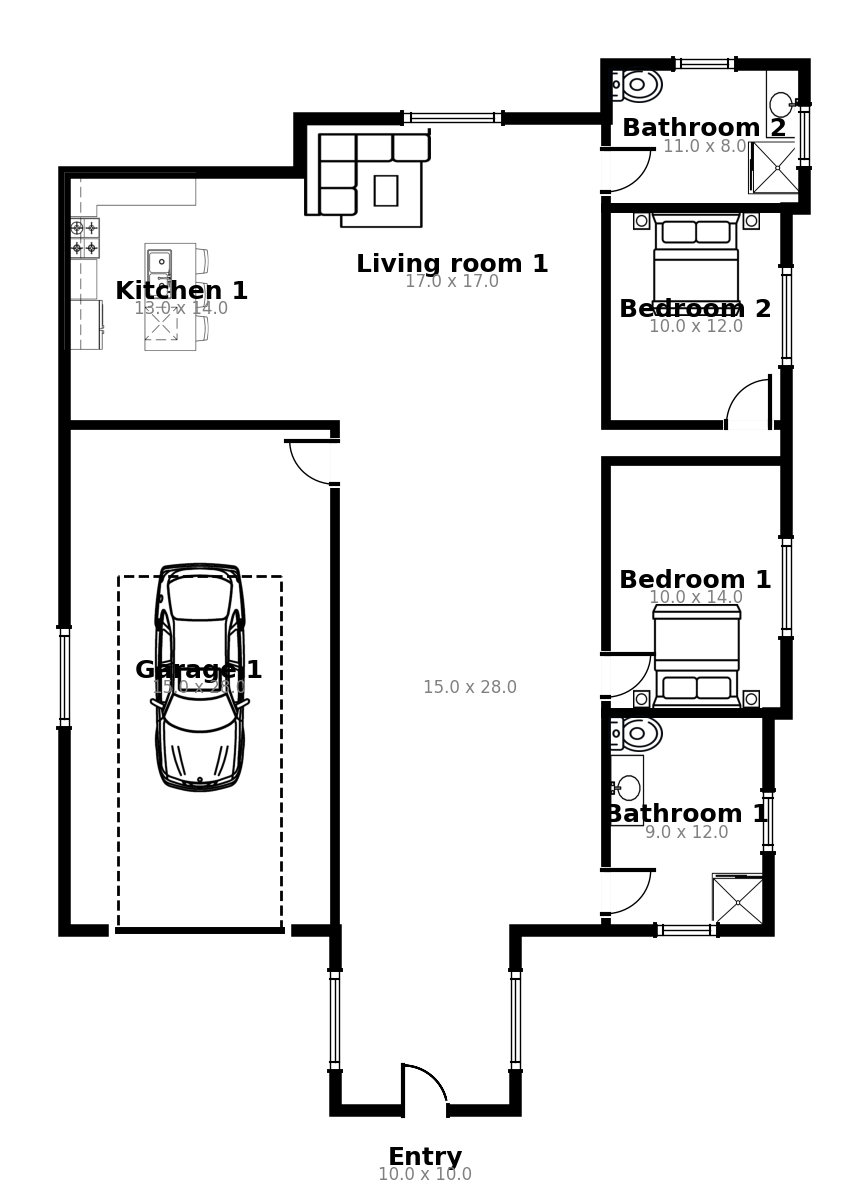 Bathroom 2
11.0 x 8.0
Living room 1
17.0 x 17.0
Kitchen 1
13.0 x 14.0
Bedroom 2
10.0 x 12.0
Bedroom 1
10.0 x 14.0
Garage 1
15.0 x 28.0
15.0 x 28.0
Bathroom 1
9.0 x 12.0
Entry
10.0 x 10.0